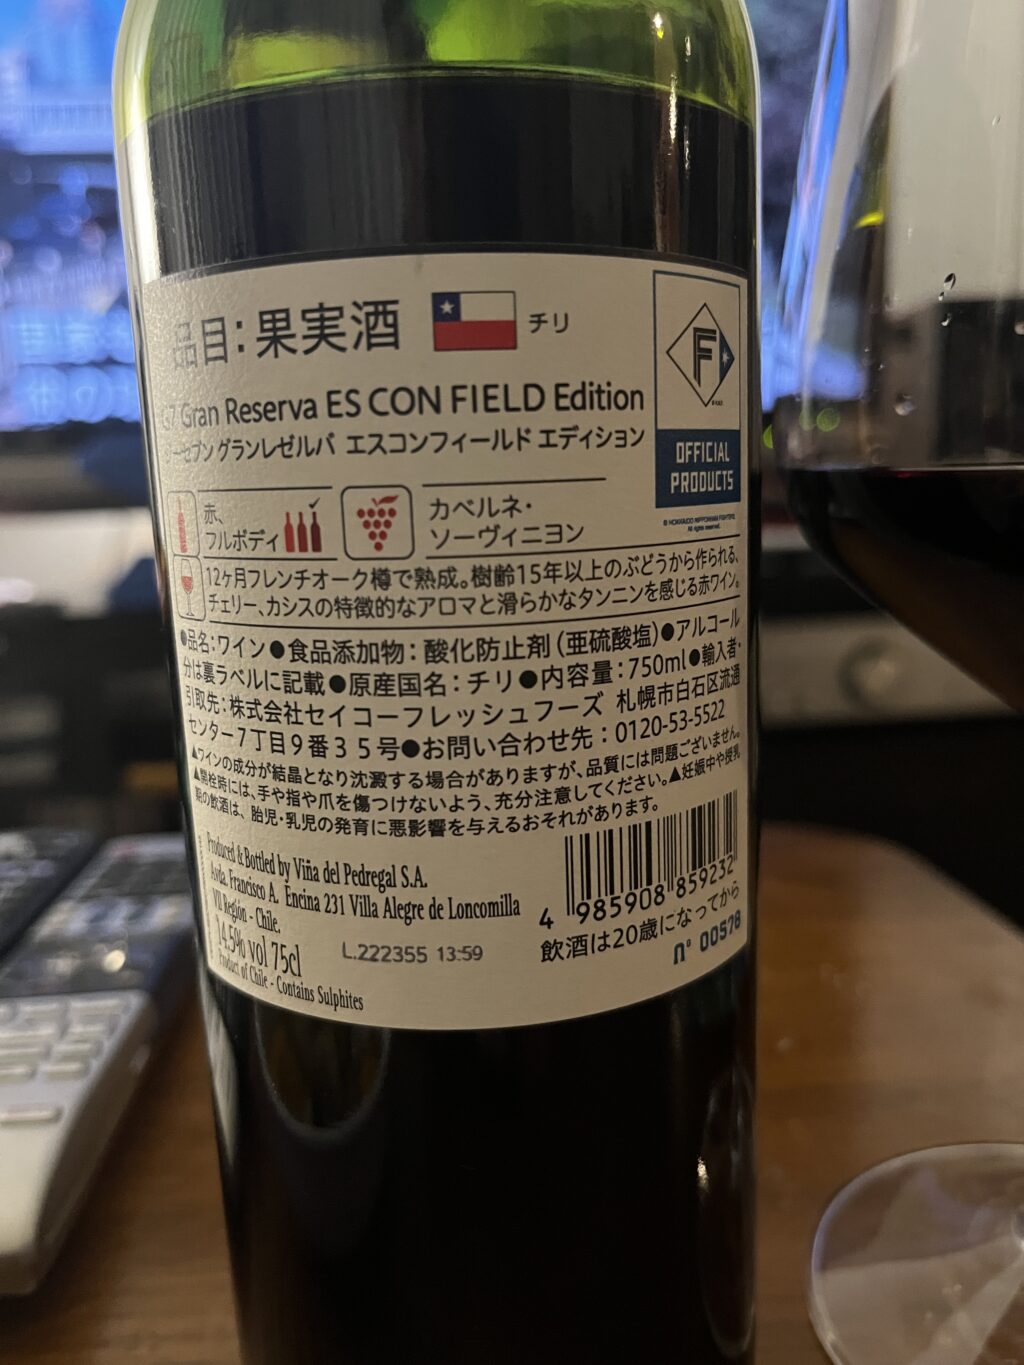 品目：果実酒 チリ
G7 Gran Reserva ES CON FIELD Edition
ーセブン グランレゼルバ エスコンフィールド エディション
F
OFFICIAL
PRODUCTS
© HOKKAIDO NIPPONHAM FIGHTERS
All rights reserved.
赤、
フルボディ
カベルネ・
ソーヴィニヨン
12ヶ月フレンチオーク樽で熟成。樹齢15年以上のぶどうから作られる、
チェリー、カシスの特徴的なアロマと滑らかなタンニンを感じる赤ワイン。
●品名：ワイン●食品添加物：酸化防止剤（亜硫酸塩）●アルコール
分は裏ラベルに記載●原産国名：チリ●内容量：750ml●輸入者・
引取先：株式会社セイコーフレッシュフーズ 札幌市白石区流通
センター7丁目9番35号●お問い合わせ先：0120-53-5522
▲ワインの成分が結晶となり沈澱する場合がありますが、品質には問題ございません。
▲開栓時には、手や指や爪を傷つけないよう、充分注意してください。▲妊娠中や授乳
期の飲酒は、胎児・乳児の発育に悪影響を与えるおそれがあります。
Produced & Bottled by Viña del Pedregal S.A.
Avda. Francisco A. Encina 231 Villa Alegre de Loncomilla
VII Región - Chile.
14.5% vol 75cl
Product of Chile - Contains Sulphites
L.222355 13:59
4 985908 859232
飲酒は20歳になってから
n° 00578